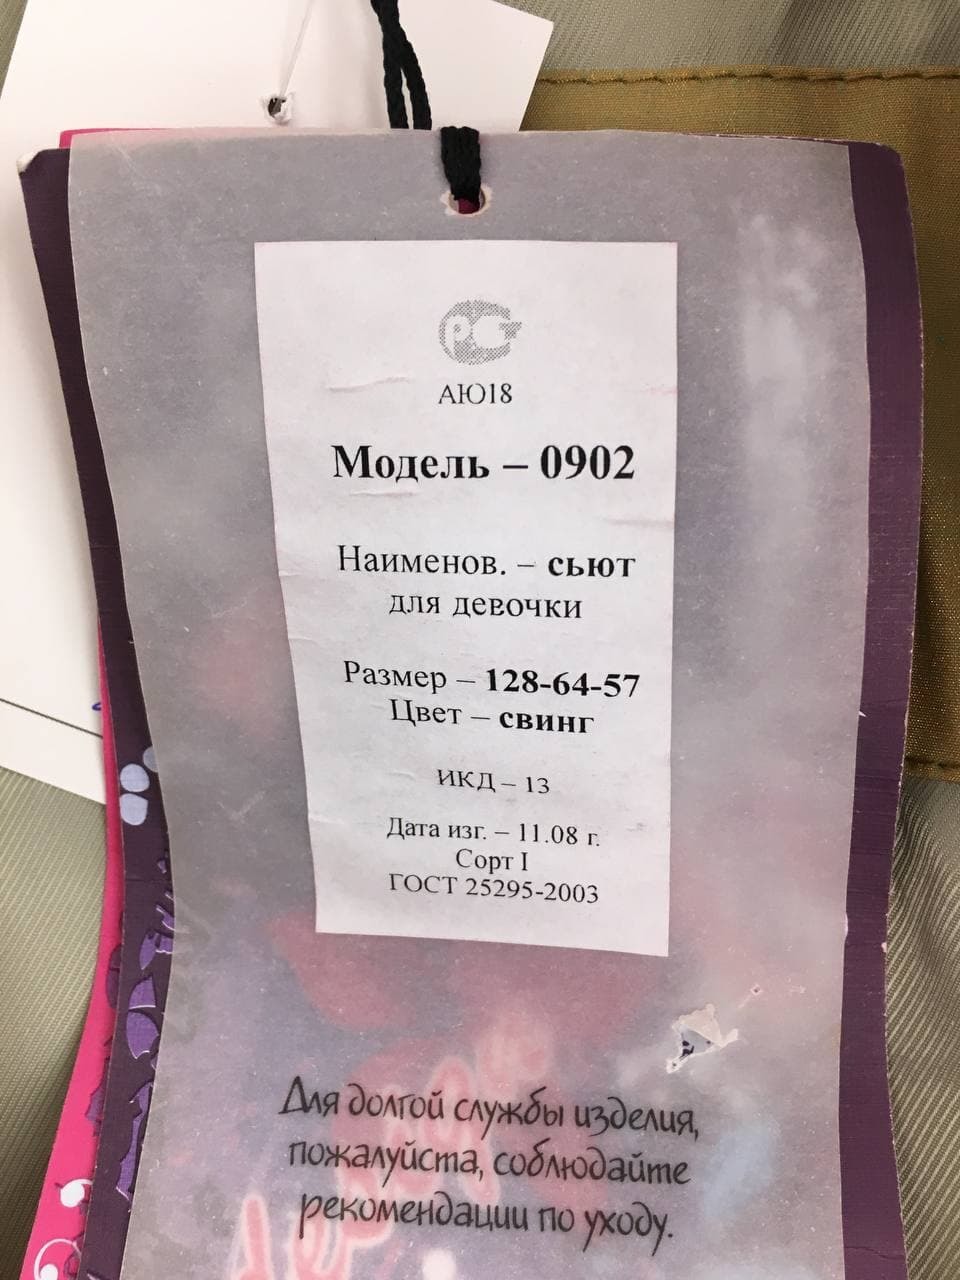 АЮ18
Модель – 0902
Наименов. – сьют
для девочки
Размер – 128-64-57
Цвет – свинг
ИКД – 13
Дата изг. – 11.08 г.
Сорт I
ГОСТ 25295-2003
Для долгой службы изделия,
пожалуйста, соблюдайте
рекомендации по уходу.